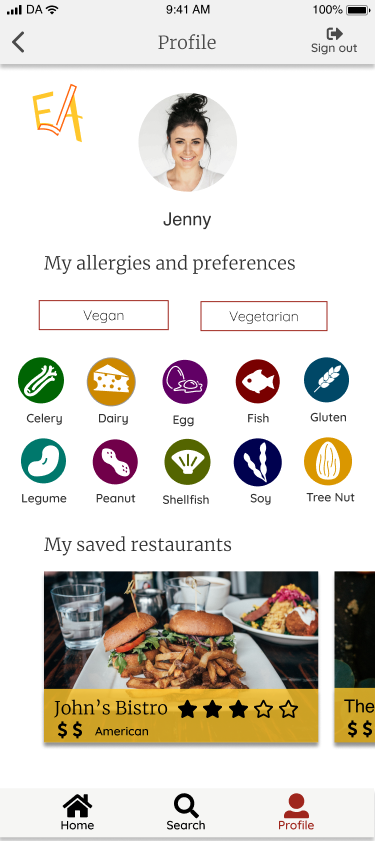 DA 9:41 AM 100%
Profile
Sign out
EA
Jenny
My allergies and preferences
Vegan Vegetarian
Celery Dairy Egg Fish Gluten
Legume Peanut Shellfish Soy Tree Nut
My saved restaurants
John's Bistro The
$$ American $$
Home Search Profile